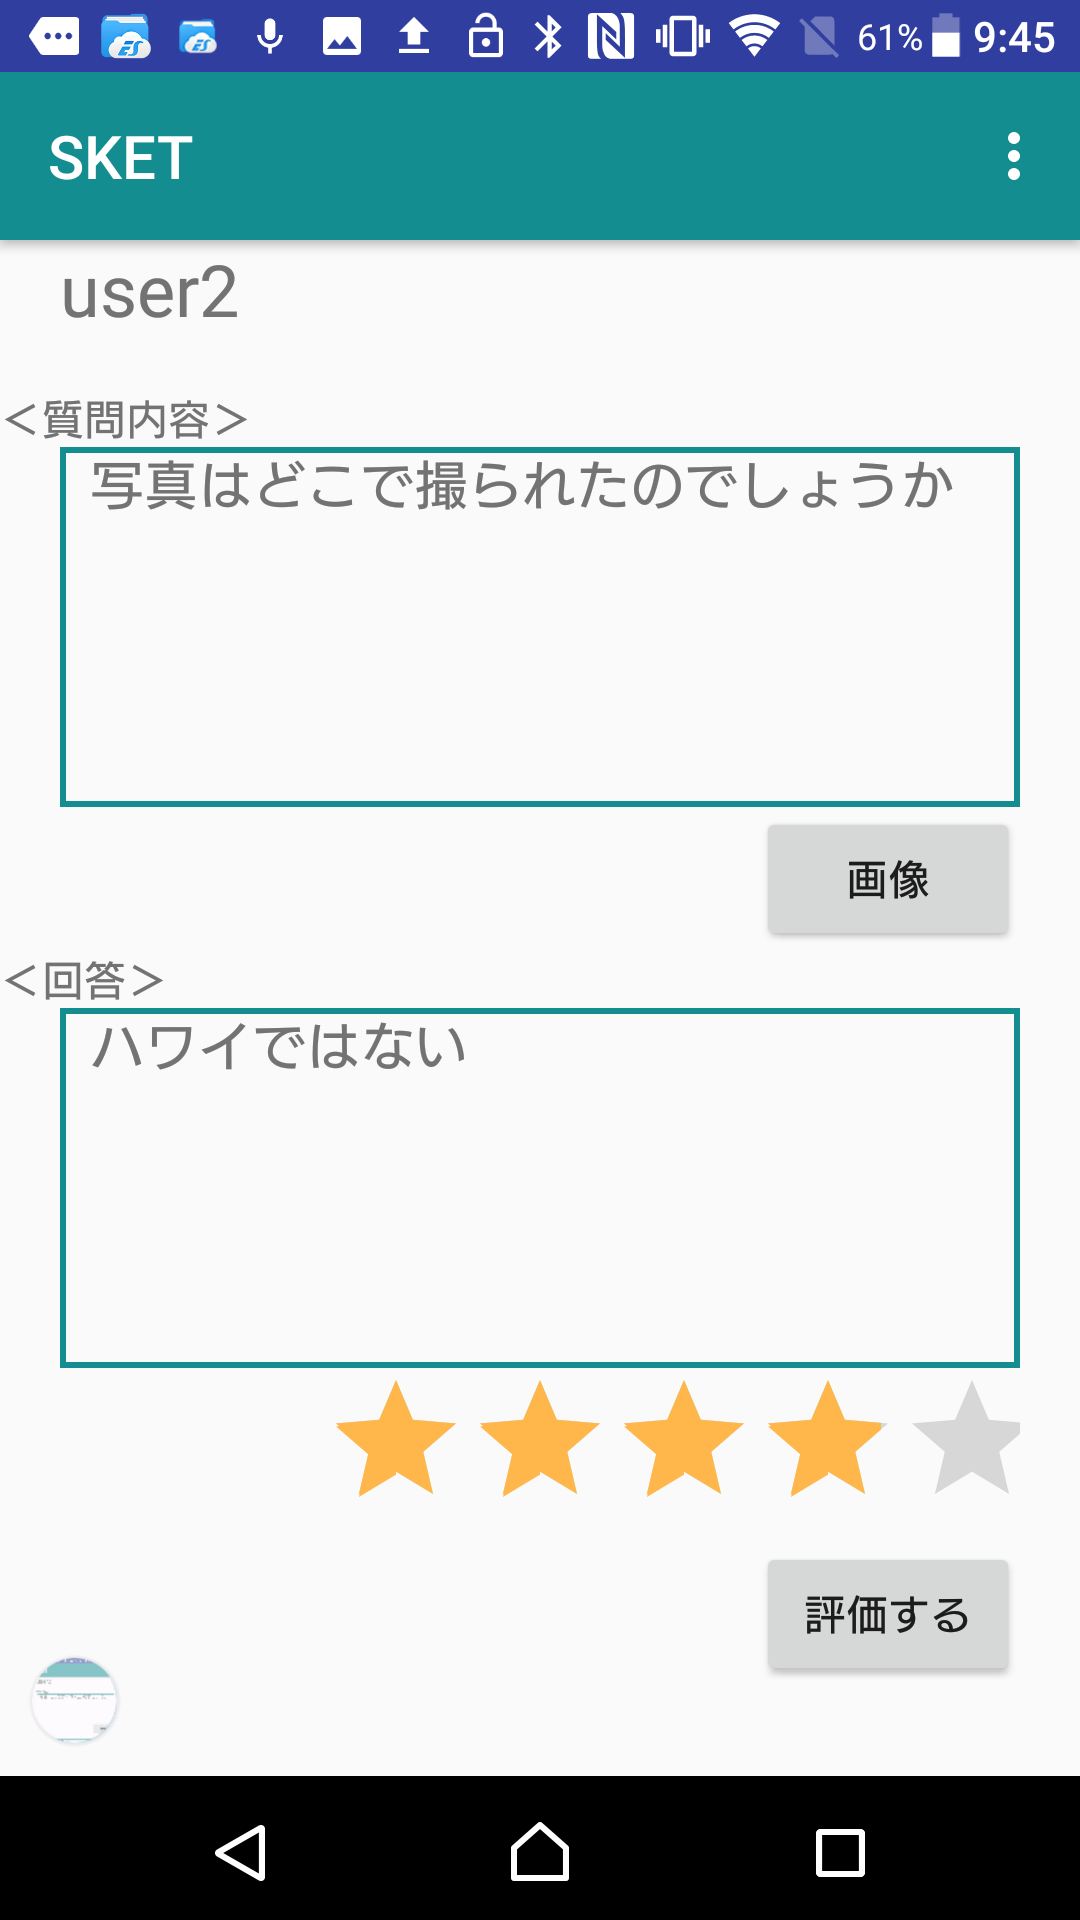 61% 9:45
SKET
user2
＜質問内容＞
写真はどこで撮られたのでしょうか
画像
＜回答＞
ハワイではない
評価する